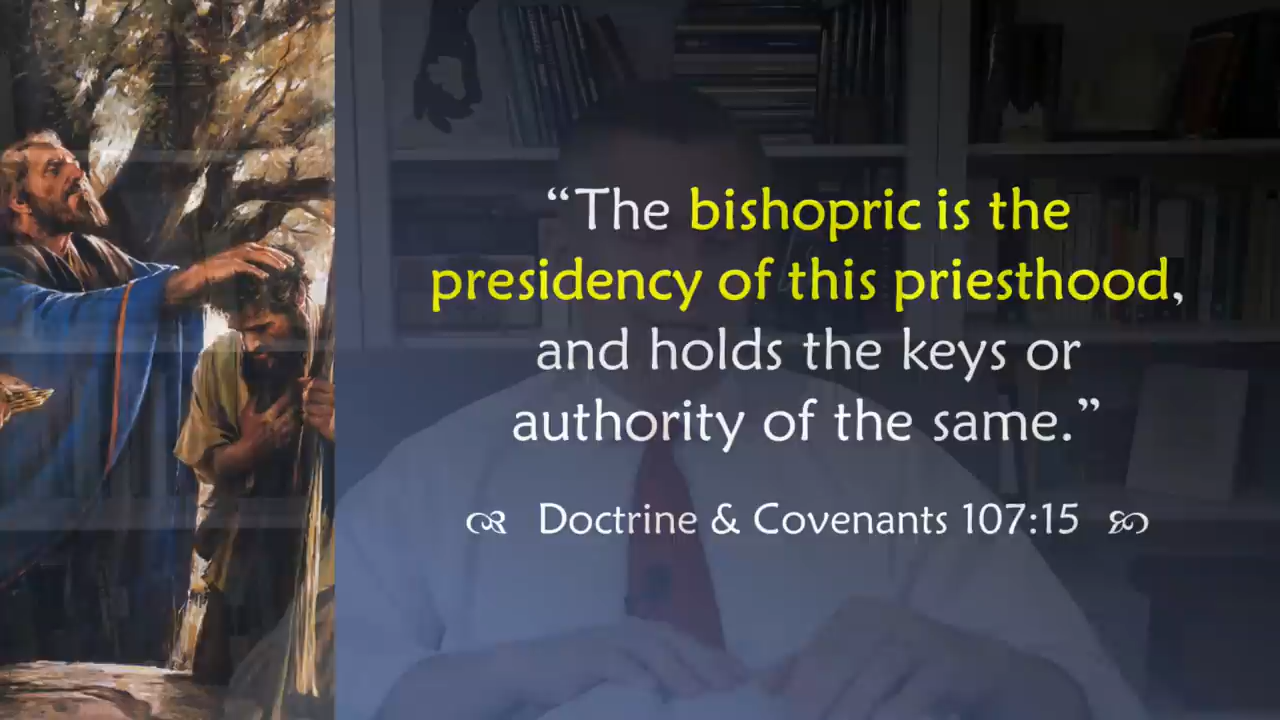 “The bishopric is the
presidency of this priesthood,
and holds the keys or
authority of the same.”
Doctrine & Covenants 107:15